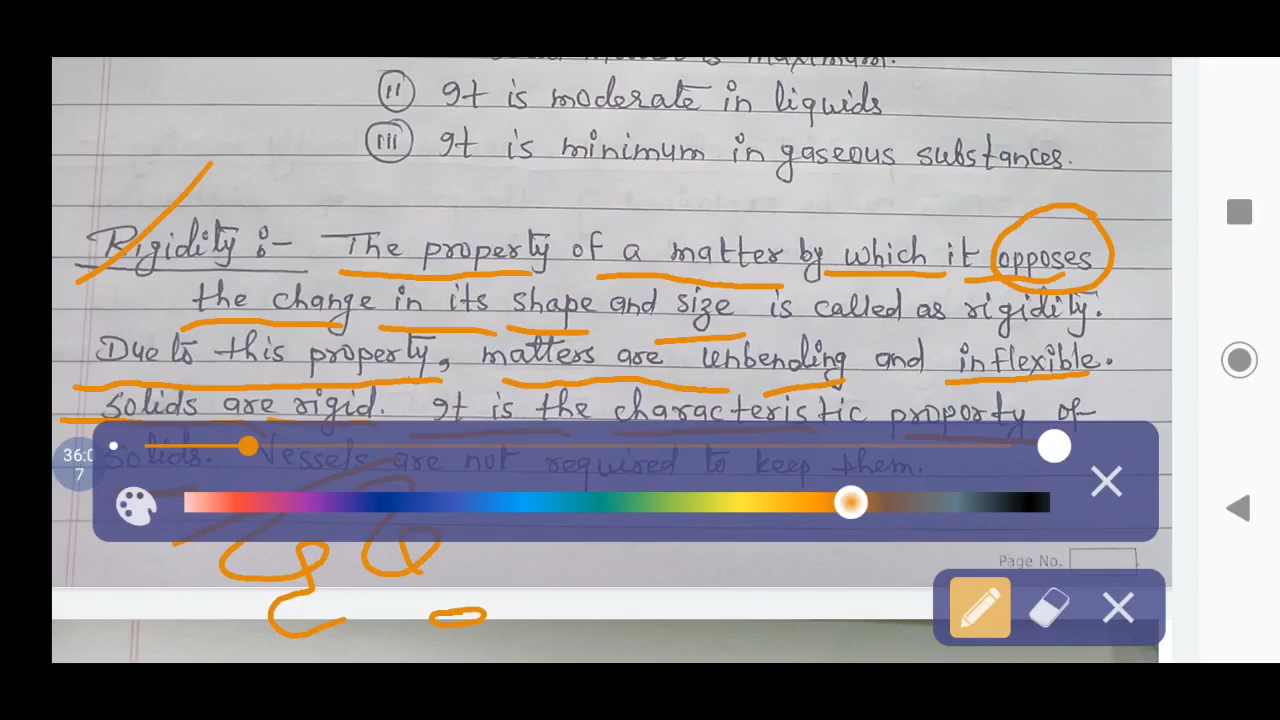 (ii) It is moderate in liquids
(iii) It is minimum in gaseous substances.
Rigidity :- The property of a matter by which it opposes
the change in its shape and size is called as rigidity.
Due to this property, matters are unbending and inflexible.
Solids are rigid. It is the characteristic property of
solids. Vessels are not required to keep them.
36:0
7
Page No.